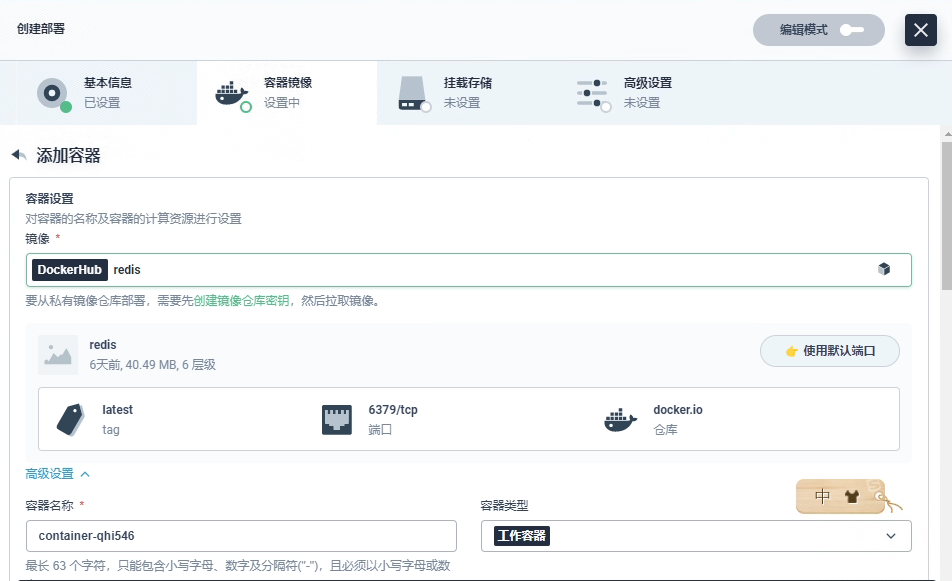 创建部署
编辑模式
基本信息
已设置
容器镜像
设置中
挂载存储
未设置
高级设置
未设置
添加容器
容器设置
对容器的名称及容器的计算资源进行设置
镜像 *
DockerHub redis
要从私有镜像仓库部署，需要先创建镜像仓库密钥，然后拉取镜像。
redis
6天前, 40.49 MB, 6 层级
使用默认端口
latest
tag
6379/tcp
端口
docker.io
仓库
高级设置
中
容器名称 *
容器类型
container-qhi546
工作容器
最长 63 个字符，只能包含小写字母、数字及分隔符("-")，且必须以小写字母或数